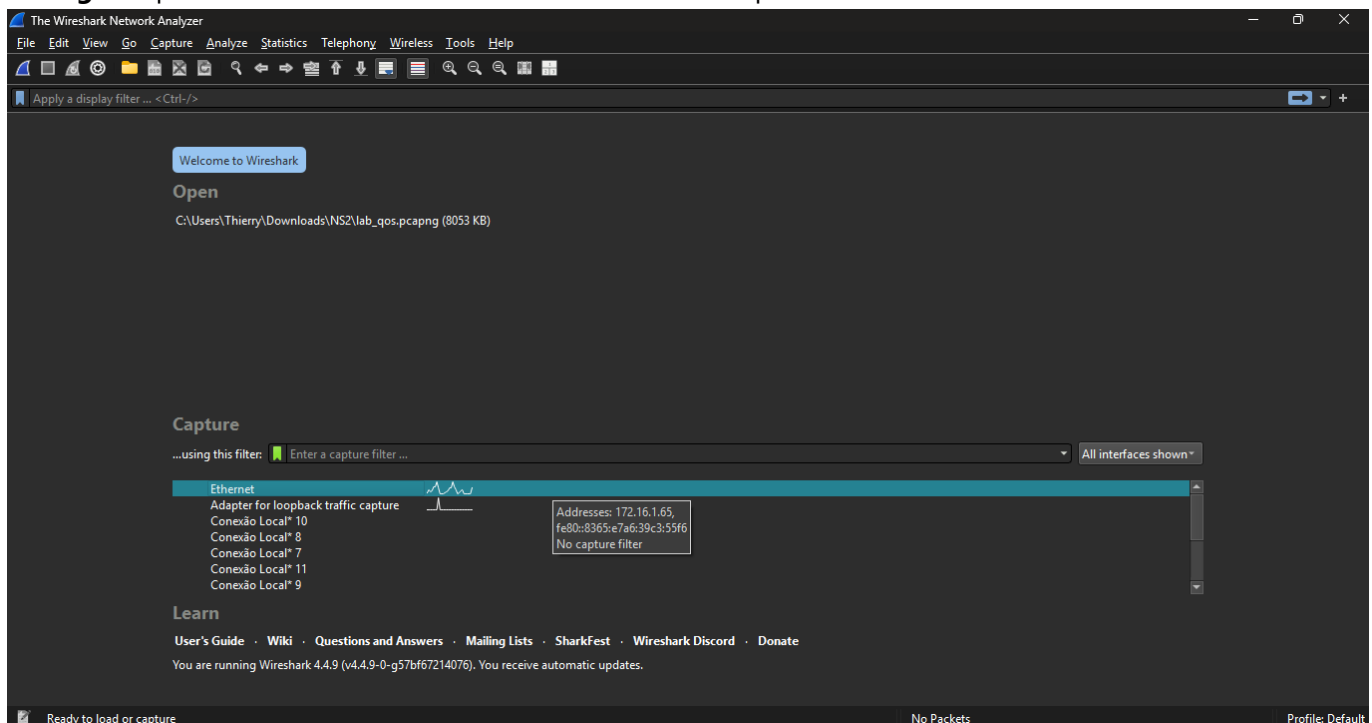 The Wireshark Network Analyzer
File Edit View Go Capture Analyze Statistics Telephony Wireless Tools Help
Apply a display filter ... <Ctrl-/>
Welcome to Wireshark
Open
C:\Users\Thierry\Downloads\NS2\lab_qos.pcapng (8053 KB)
Capture
...using this filter: Enter a capture filter ... All interfaces shown
Ethernet
Adapter for loopback traffic capture
Conexão Local* 10
Conexão Local* 8
Conexão Local* 7
Conexão Local* 11
Conexão Local* 9
Addresses: 172.16.1.65,
fe80::8365:e7a6:39c3:55f6
No capture filter
Learn
User's Guide · Wiki · Questions and Answers · Mailing Lists · SharkFest · Wireshark Discord · Donate
You are running Wireshark 4.4.9 (v4.4.9-0-g57bf67214076). You receive automatic updates.
Ready to load or capture No Packets Profile: Default